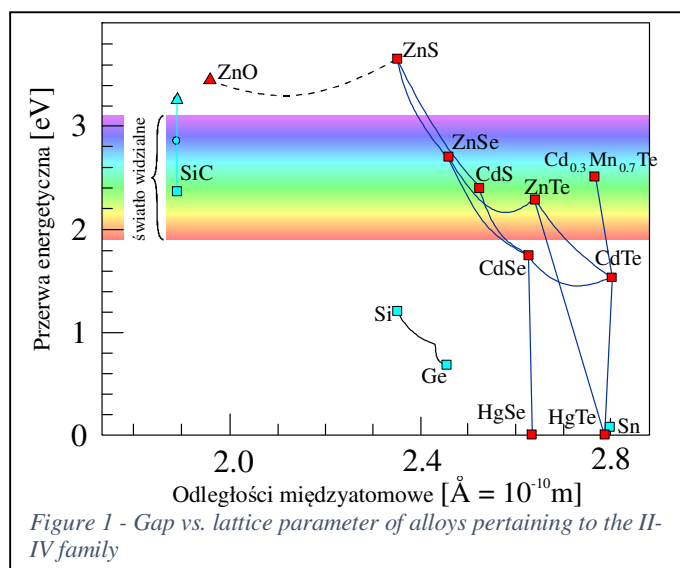 ZnO
ZnS
3
Przerwa energetyczna [eV]
światło widzialne
SiC
ZnSe
CdS
Cd0.3Mn0.7Te
ZnTe
2
CdSe
CdTe
Si
1
Ge
HgSe
HgTe
Sn
0
2.0
2.4
2.8
Odległości międzyatomowe [Å = 10-10m]
Figure 1 - Gap vs. lattice parameter of alloys pertaining to the II-
IV family